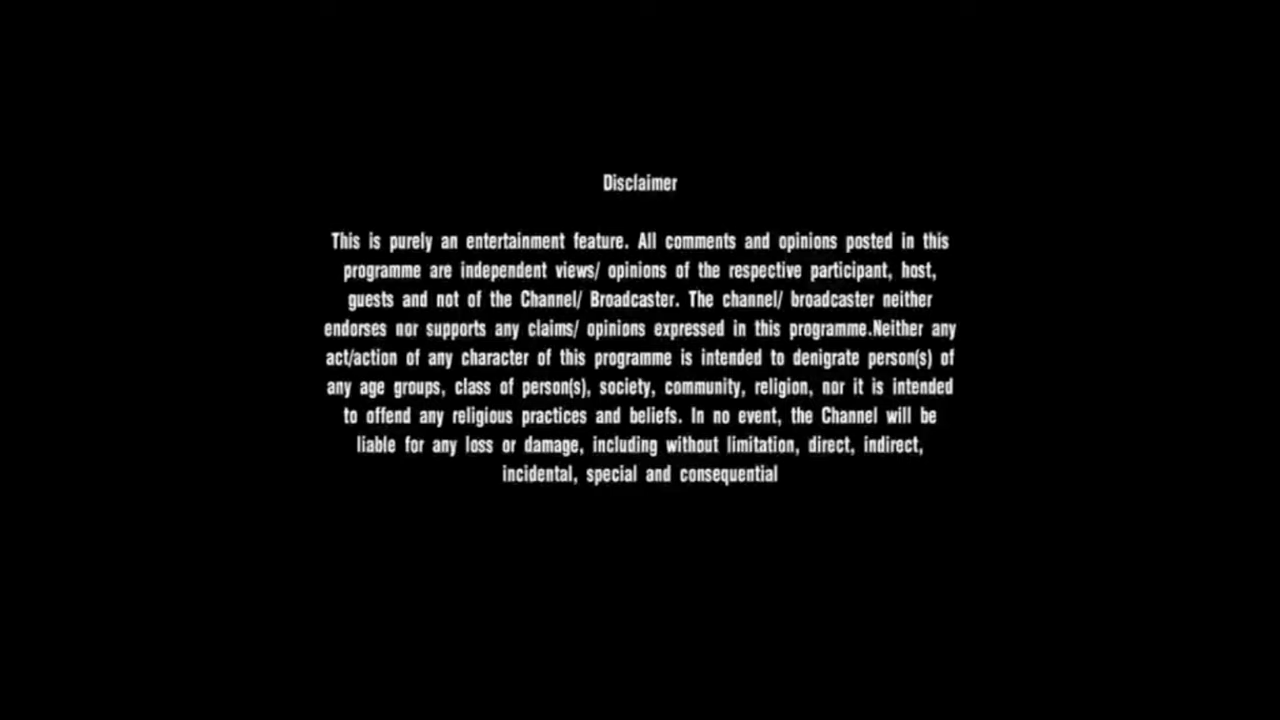 Disclaimer
This is purely an entertainment feature. All comments and opinions posted in this
programme are independent views/ opinions of the respective participant, host,
guests and not of the Channel/ Broadcaster. The channel/ broadcaster neither
endorses nor supports any claims/ opinions expressed in this programme.Neither any
act/action of any character of this programme is intended to denigrate person(s) of
any age groups, class of person(s), society, community, religion, nor it is intended
to offend any religious practices and beliefs. In no event, the Channel will be
liable for any loss or damage, including without limitation, direct, indirect,
incidental, special and consequential